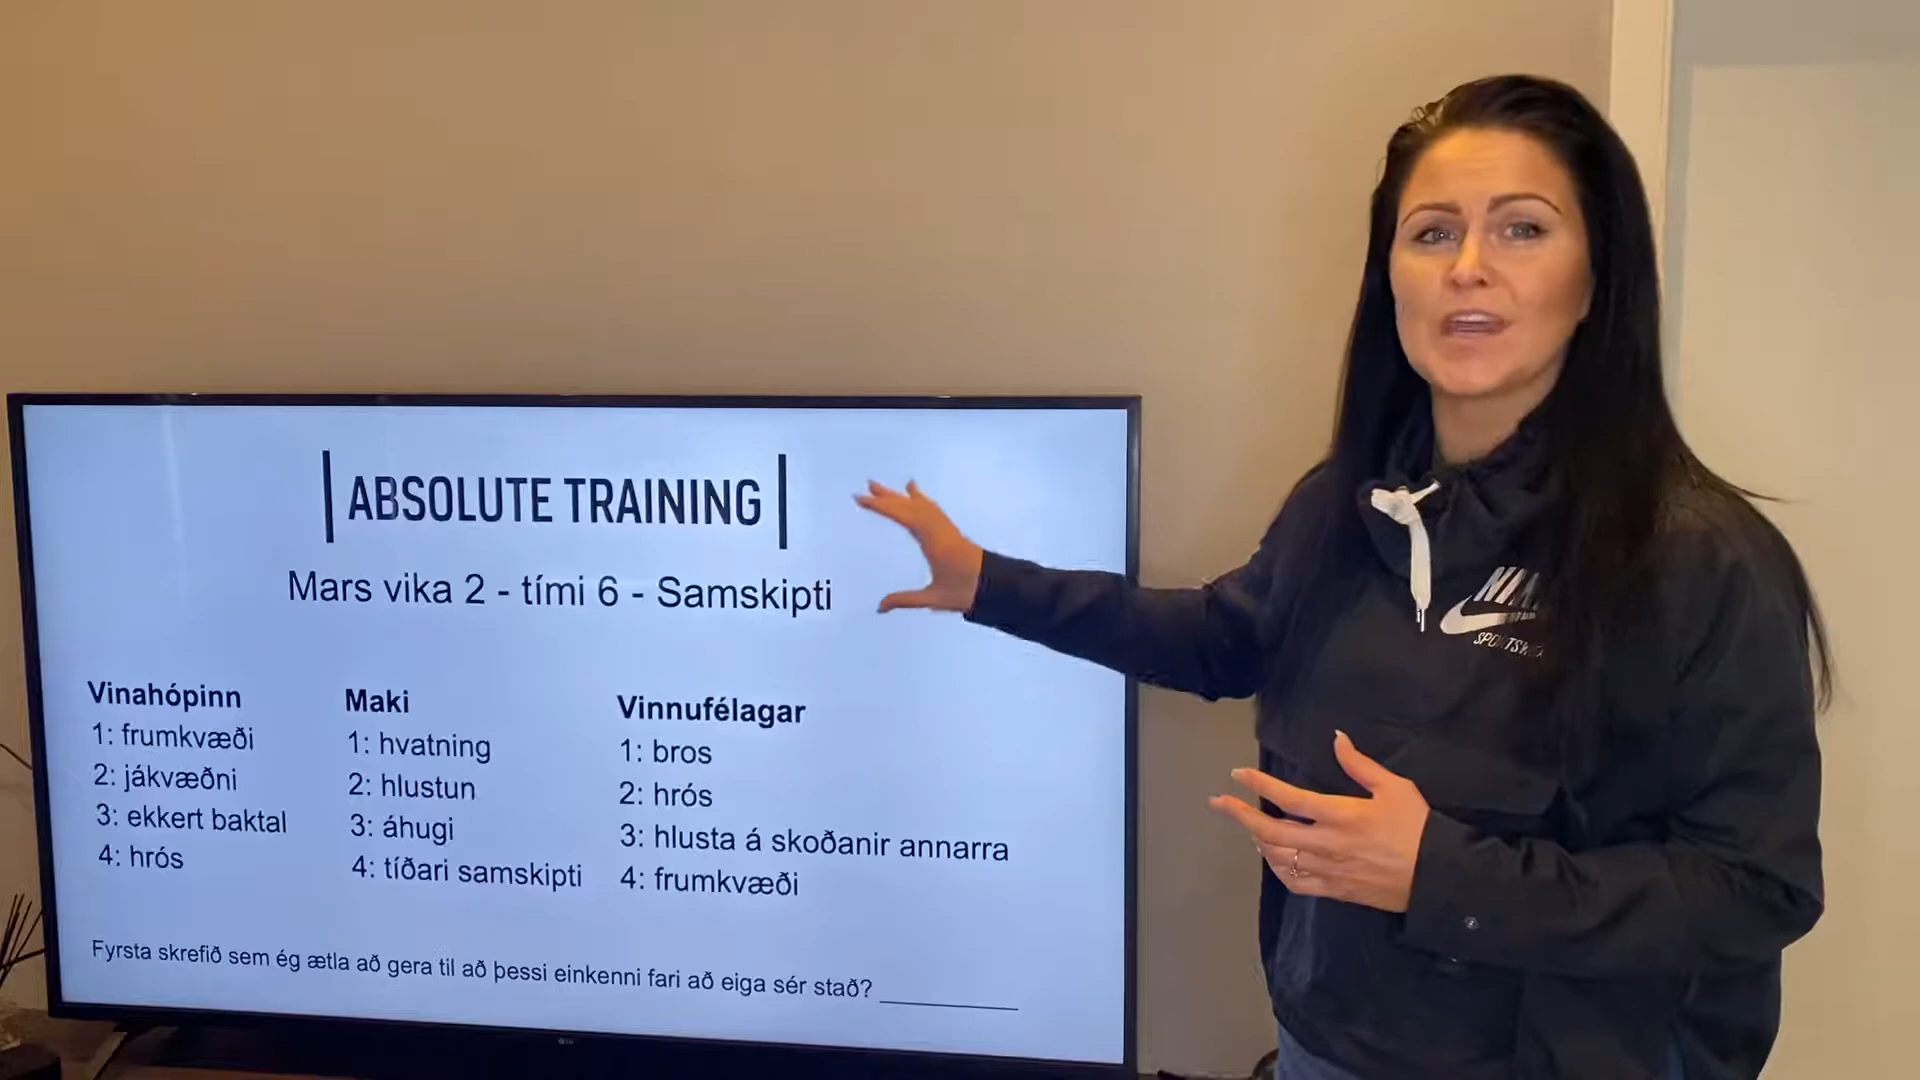 ABSOLUTE TRAINING
Mars vika 2 - tími 6 - Samskipti
Vinahópinn
1: frumkvæði
2: jákvæðni
3: ekkert baktal
4: hrós
Maki
1: hvatning
2: hlustun
3: áhugi
4: tíðari samskipti
Vinnufélagar
1: bros
2: hrós
3: hlusta á skoðanir annarra
4: frumkvæði
Fyrsta skrefið sem ég ætla að gera til að þessi einkenni fari að eiga sér stað? __________
LG